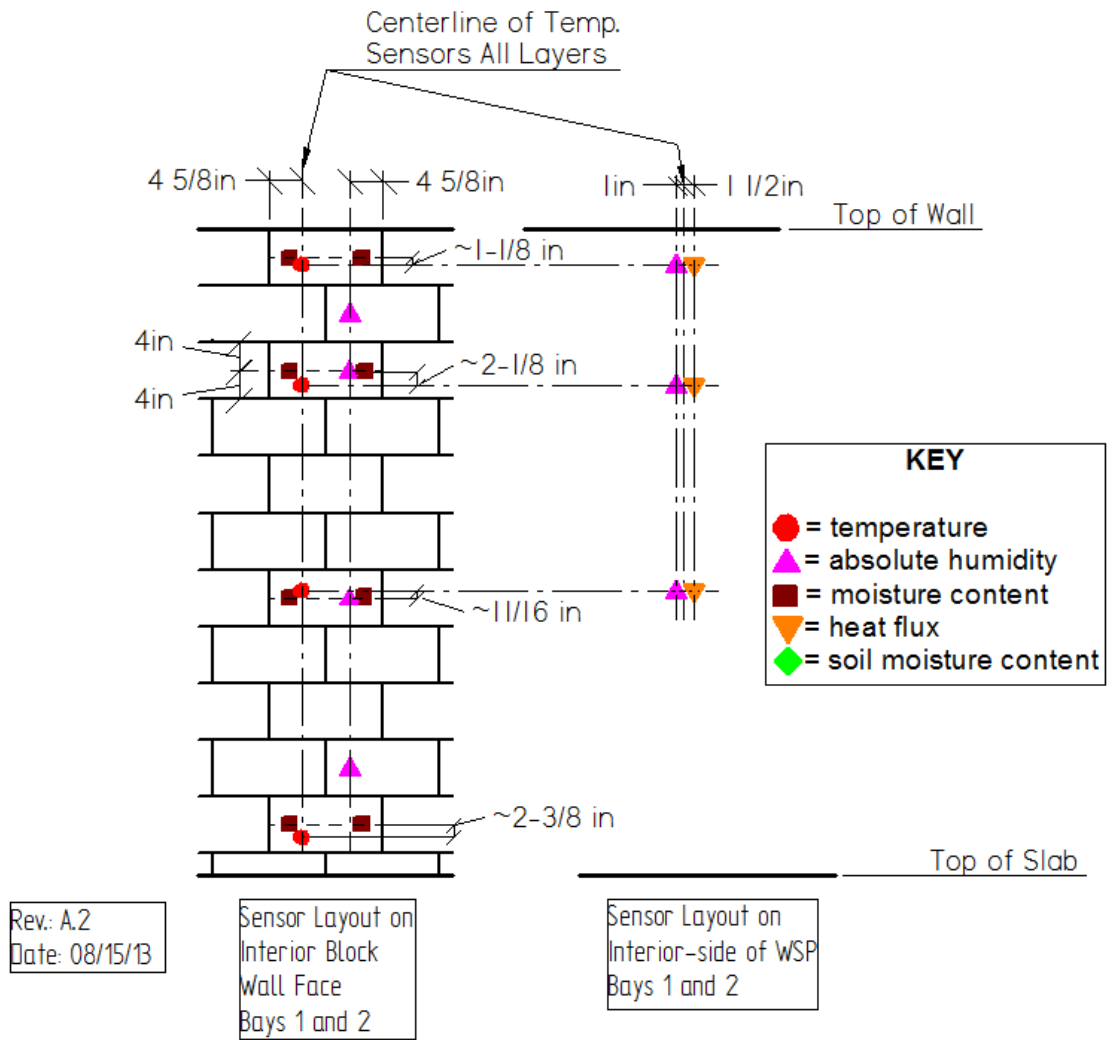 Centerline of Temp.
Sensors All Layers
4 5/8in
4 5/8in
1in
1 1/2in
Top of Wall
~1-1/8 in
4in
~2-1/8 in
4in
KEY
= temperature
= absolute humidity
~11/16 in
= moisture content
= heat flux
= soil moisture content
~2-3/8 in
Top of Slab
Rev.: A.2
Date: 08/15/13
Sensor Layout on
Interior Block
Wall Face
Bays 1 and 2
Sensor Layout on
Interior-side of WSP
Bays 1 and 2